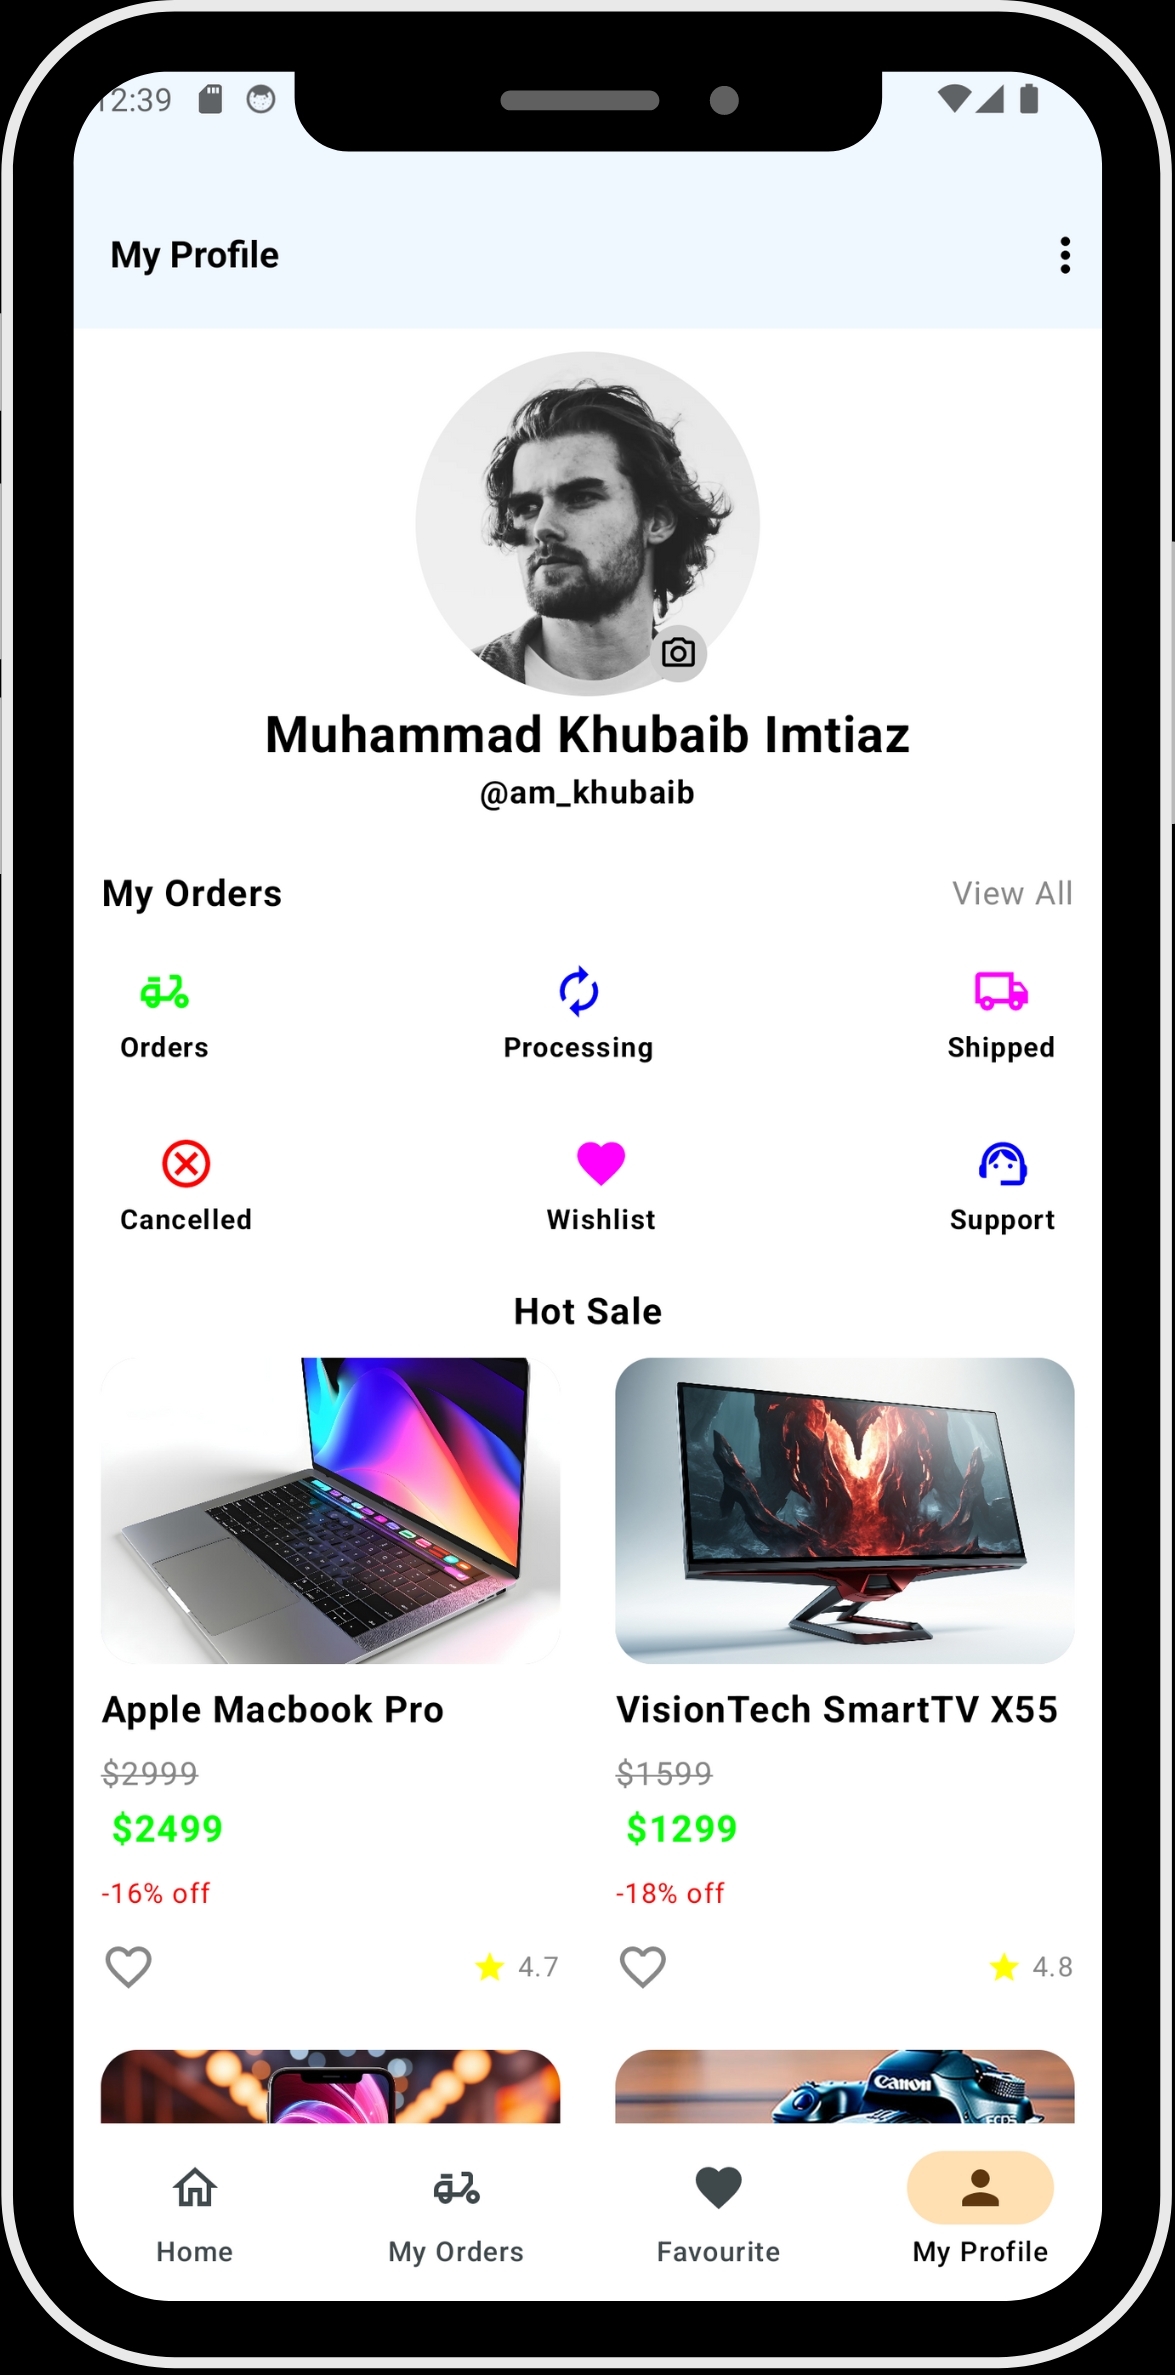 12:39
My Profile
Muhammad Khubaib Imtiaz
@am_khubaib
My Orders View All
Orders Processing Shipped
Cancelled Wishlist Support
Hot Sale
Apple Macbook Pro VisionTech SmartTV X55
$2999 $1599
$2499 $1299
-16% off -18% off
4.7 4.8
Canon
Home My Orders Favourite My Profile